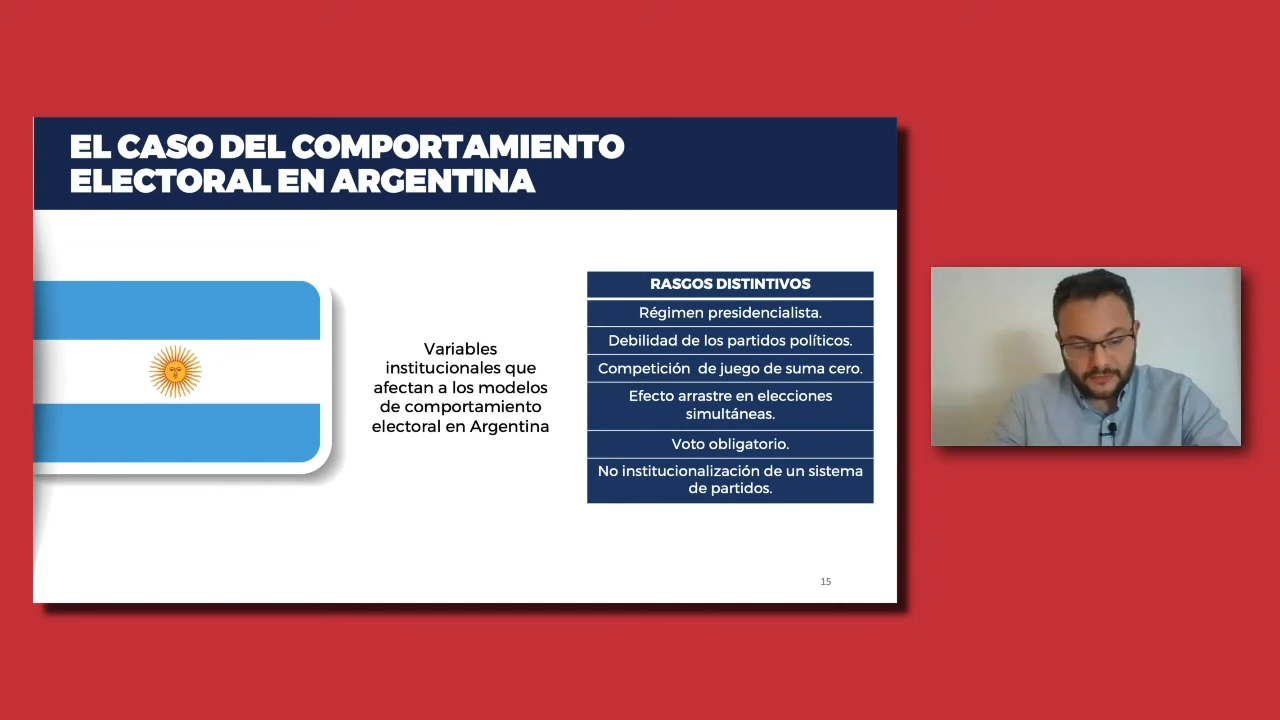 EL CASO DEL COMPORTAMIENTO
ELECTORAL EN ARGENTINA
Variables
institucionales que
afectan a los modelos
de comportamiento
electoral en Argentina
RASGOS DISTINTIVOS
Régimen presidencialista.
Debilidad de los partidos políticos.
Competición de juego de suma cero.
Efecto arrastre en elecciones
simultáneas.
Voto obligatorio.
No institucionalización de un sistema
de partidos.
15